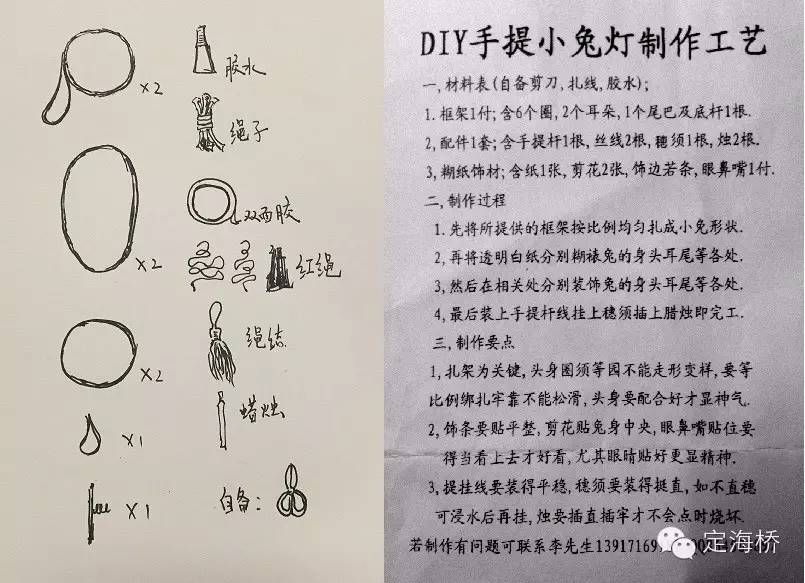 ×2
×2
×2
×1
×1
胶水
绳子
双面胶
红绳
绳结
蜡烛
自备:
DIY手提小兔灯制作工艺
一,材料表(自备剪刀,扎线,胶水);
1.框架1付;含6个圈,2个耳朵,1个尾巴及底杆1根.
2,配件1套;含手提杆1根,丝线2根,穗须1根,烛2根.
3,糊纸饰材;含纸1张,剪花2张,饰边若条,眼鼻嘴1付.
二,制作过程
1.先将所提供的框架按比例均匀扎成小兔形状.
2,再将透明白纸分别糊裱兔的身头耳尾等各处.
3,然后在相关处分别装饰兔的身头耳尾等各处.
4,最后装上手提杆线挂上穗须插上腊烛即完工.
三,制作要点
1,扎架为关键,头身圈须等园不能走形变样,要等
比例绑扎牢靠不能松滑,头身要配合好才显神气.
2,饰条要贴平整,剪花贴兔身中央,眼鼻嘴贴位要
得当看上去才好看,尤其眼睛贴好更显精神.
3,提挂线要装得平稳,穗须要装得挺直,如不直穗
可浸水后再挂,烛要插直插牢才不会点时烧坏.
若制作有问题可联系李先生13917169
定海桥